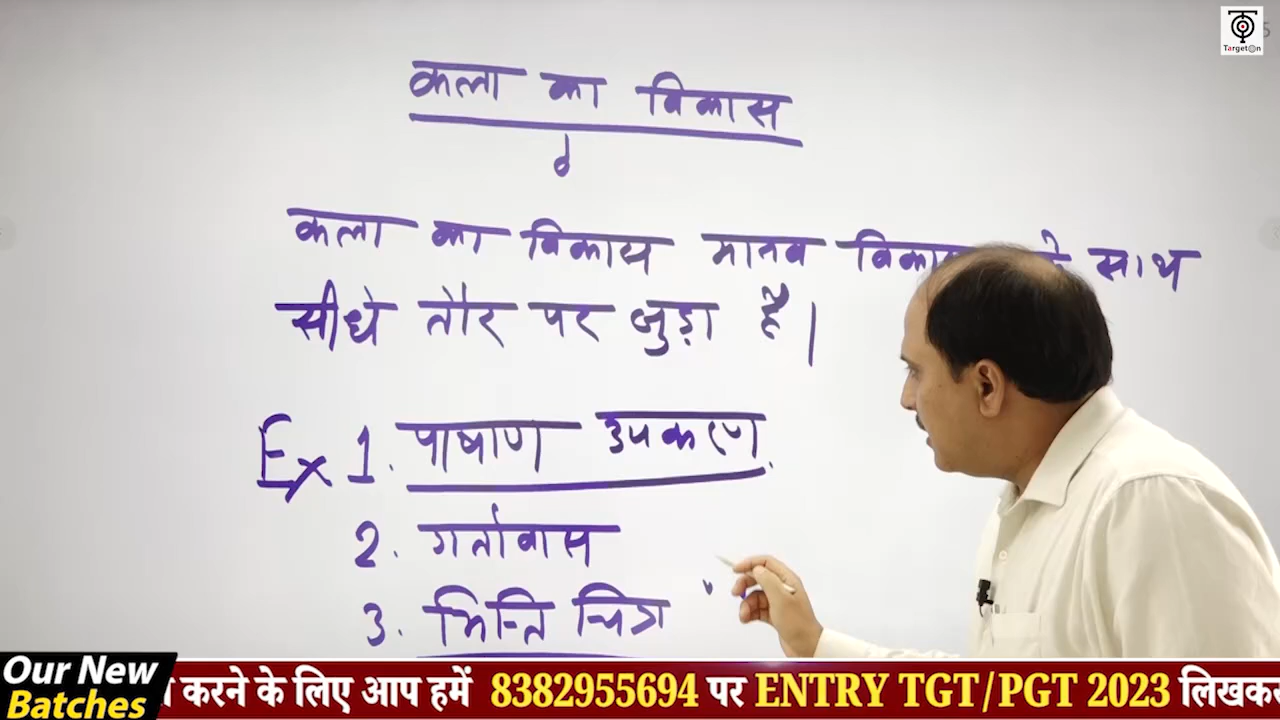 कला का विकास
कला का विकास मानव विकास साथ
सीधे तौर पर जुड़ा है।
Ex 1. पाषाण उपकरण
2. गर्तावास
3. भित्ति चित्र
TargetOn
Our New
Batches
करने के लिए आप हमें 8382955694 पर ENTRY TGT/PGT 2023 लिखकर